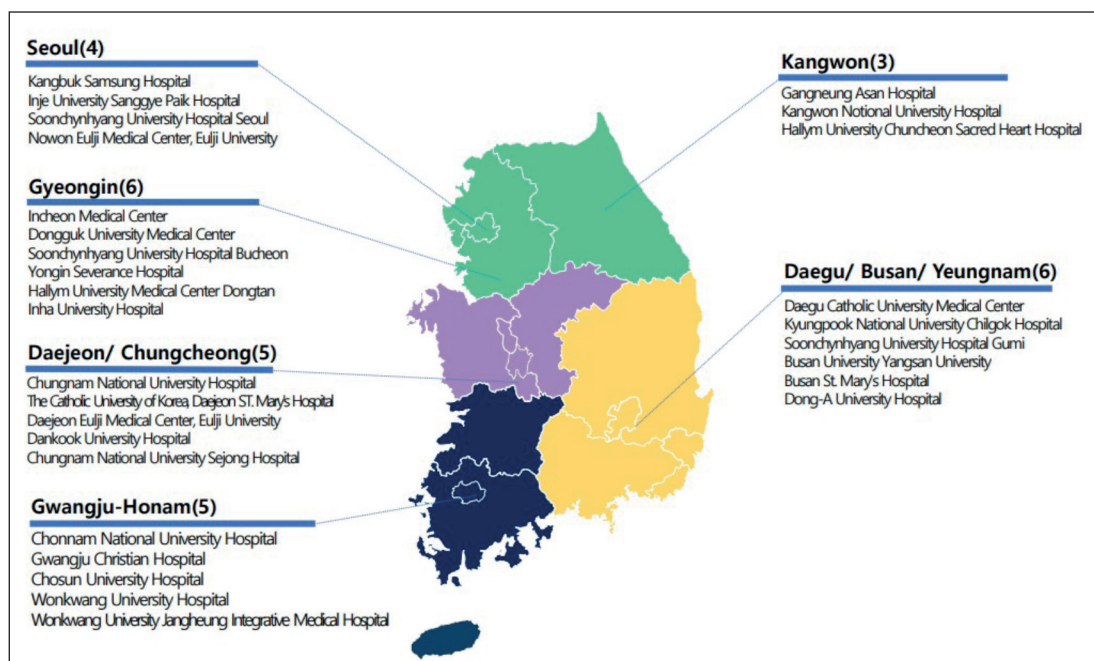 Seoul(4)
Kangbuk Samsung Hospital
Inje University Sanggye Paik Hospital
Soonchynhyang University Hospital Seoul
Nowon Eulji Medical Center, Eulji University
Gyeongin(6)
Incheon Medical Center
Dongguk University Medical Center
Soonchynhyang University Hospital Bucheon
Yongin Severance Hospital
Hallym University Medical Center Dongtan
Inha University Hospital
Daejeon/ Chungcheong(5)
Chungnam National University Hospital
The Catholic University of Korea, Daejeon ST. Mary's Hospital
Daejeon Eulji Medical Center, Eulji University
Dankook University Hospital
Chungnam National University Sejong Hospital
Gwangju-Honam(5)
Chonnam National University Hospital
Gwangju Christian Hospital
Chosun University Hospital
Wonkwang University Hospital
Wonkwang University Jangheung Integrative Medical Hospital
Kangwon(3)
Gangneung Asan Hospital
Kangwon Notional University Hospital
Hallym University Chuncheon Sacred Heart Hospital
Daegu/ Busan/ Yeungnam(6)
Daegu Catholic University Medical Center
Kyungpook National University Chilgok Hospital
Soonchynhyang University Hospital Gumi
Busan University Yangsan University
Busan St. Mary's Hospital
Dong-A University Hospital